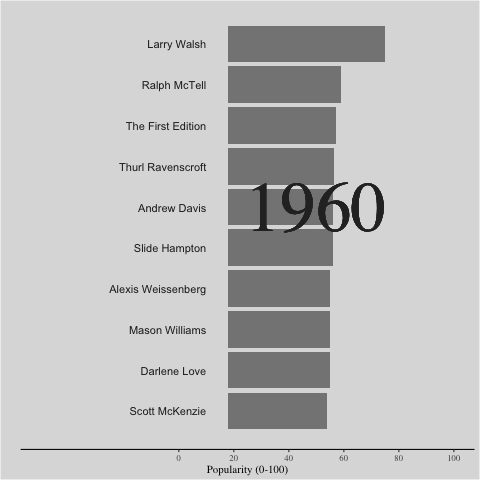 Larry Walsh
Ralph McTell
The First Edition
Thurl Ravenscroft
Andrew Davis
1960
Slide Hampton
Alexis Weissenberg
Mason Williams
Darlene Love
Scott McKenzie
0 20 40 60 80 100
Popularity (0-100)